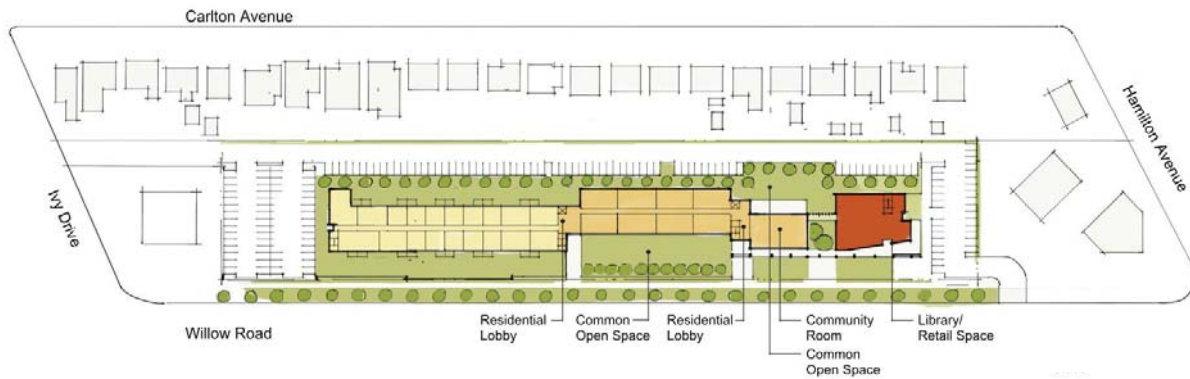 Carlton Avenue
Hamilton Avenue
Ivy Drive
Willow Road
Residential
Lobby
Common
Open Space
Residential
Lobby
Community
Room
Common
Open Space
Library/
Retail Space